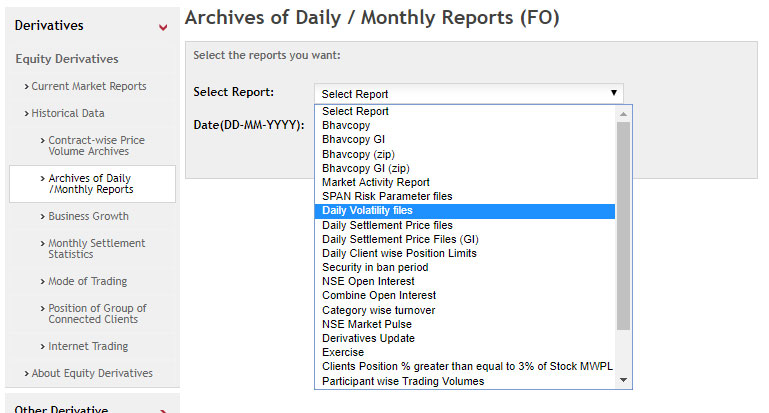 Derivatives
Equity Derivatives
Current Market Reports
Historical Data
Contract-wise Price
Volume Archives
Archives of Daily
/Monthly Reports
Business Growth
Monthly Settlement
Statistics
Mode of Trading
Position of Group of
Connected Clients
Internet Trading
About Equity Derivatives
Other Derivative
Archives of Daily / Monthly Reports (FO)
Select the reports you want:
Select Report:
Select Report
Date(DD-MM-YYYY):
Select Report
Bhavcopy
Bhavcopy GI
Bhavcopy (zip)
Bhavcopy GI (zip)
Market Activity Report
SPAN Risk Parameter files
Daily Volatility files
Daily Settlement Price files
Daily Settlement Price Files (GI)
Daily Client wise Position Limits
Security in ban period
NSE Open Interest
Combine Open Interest
Category wise turnover
NSE Market Pulse
Derivatives Update
Exercise
Clients Position % greater than equal to 3% of Stock MWPL
Participant wise Trading Volumes